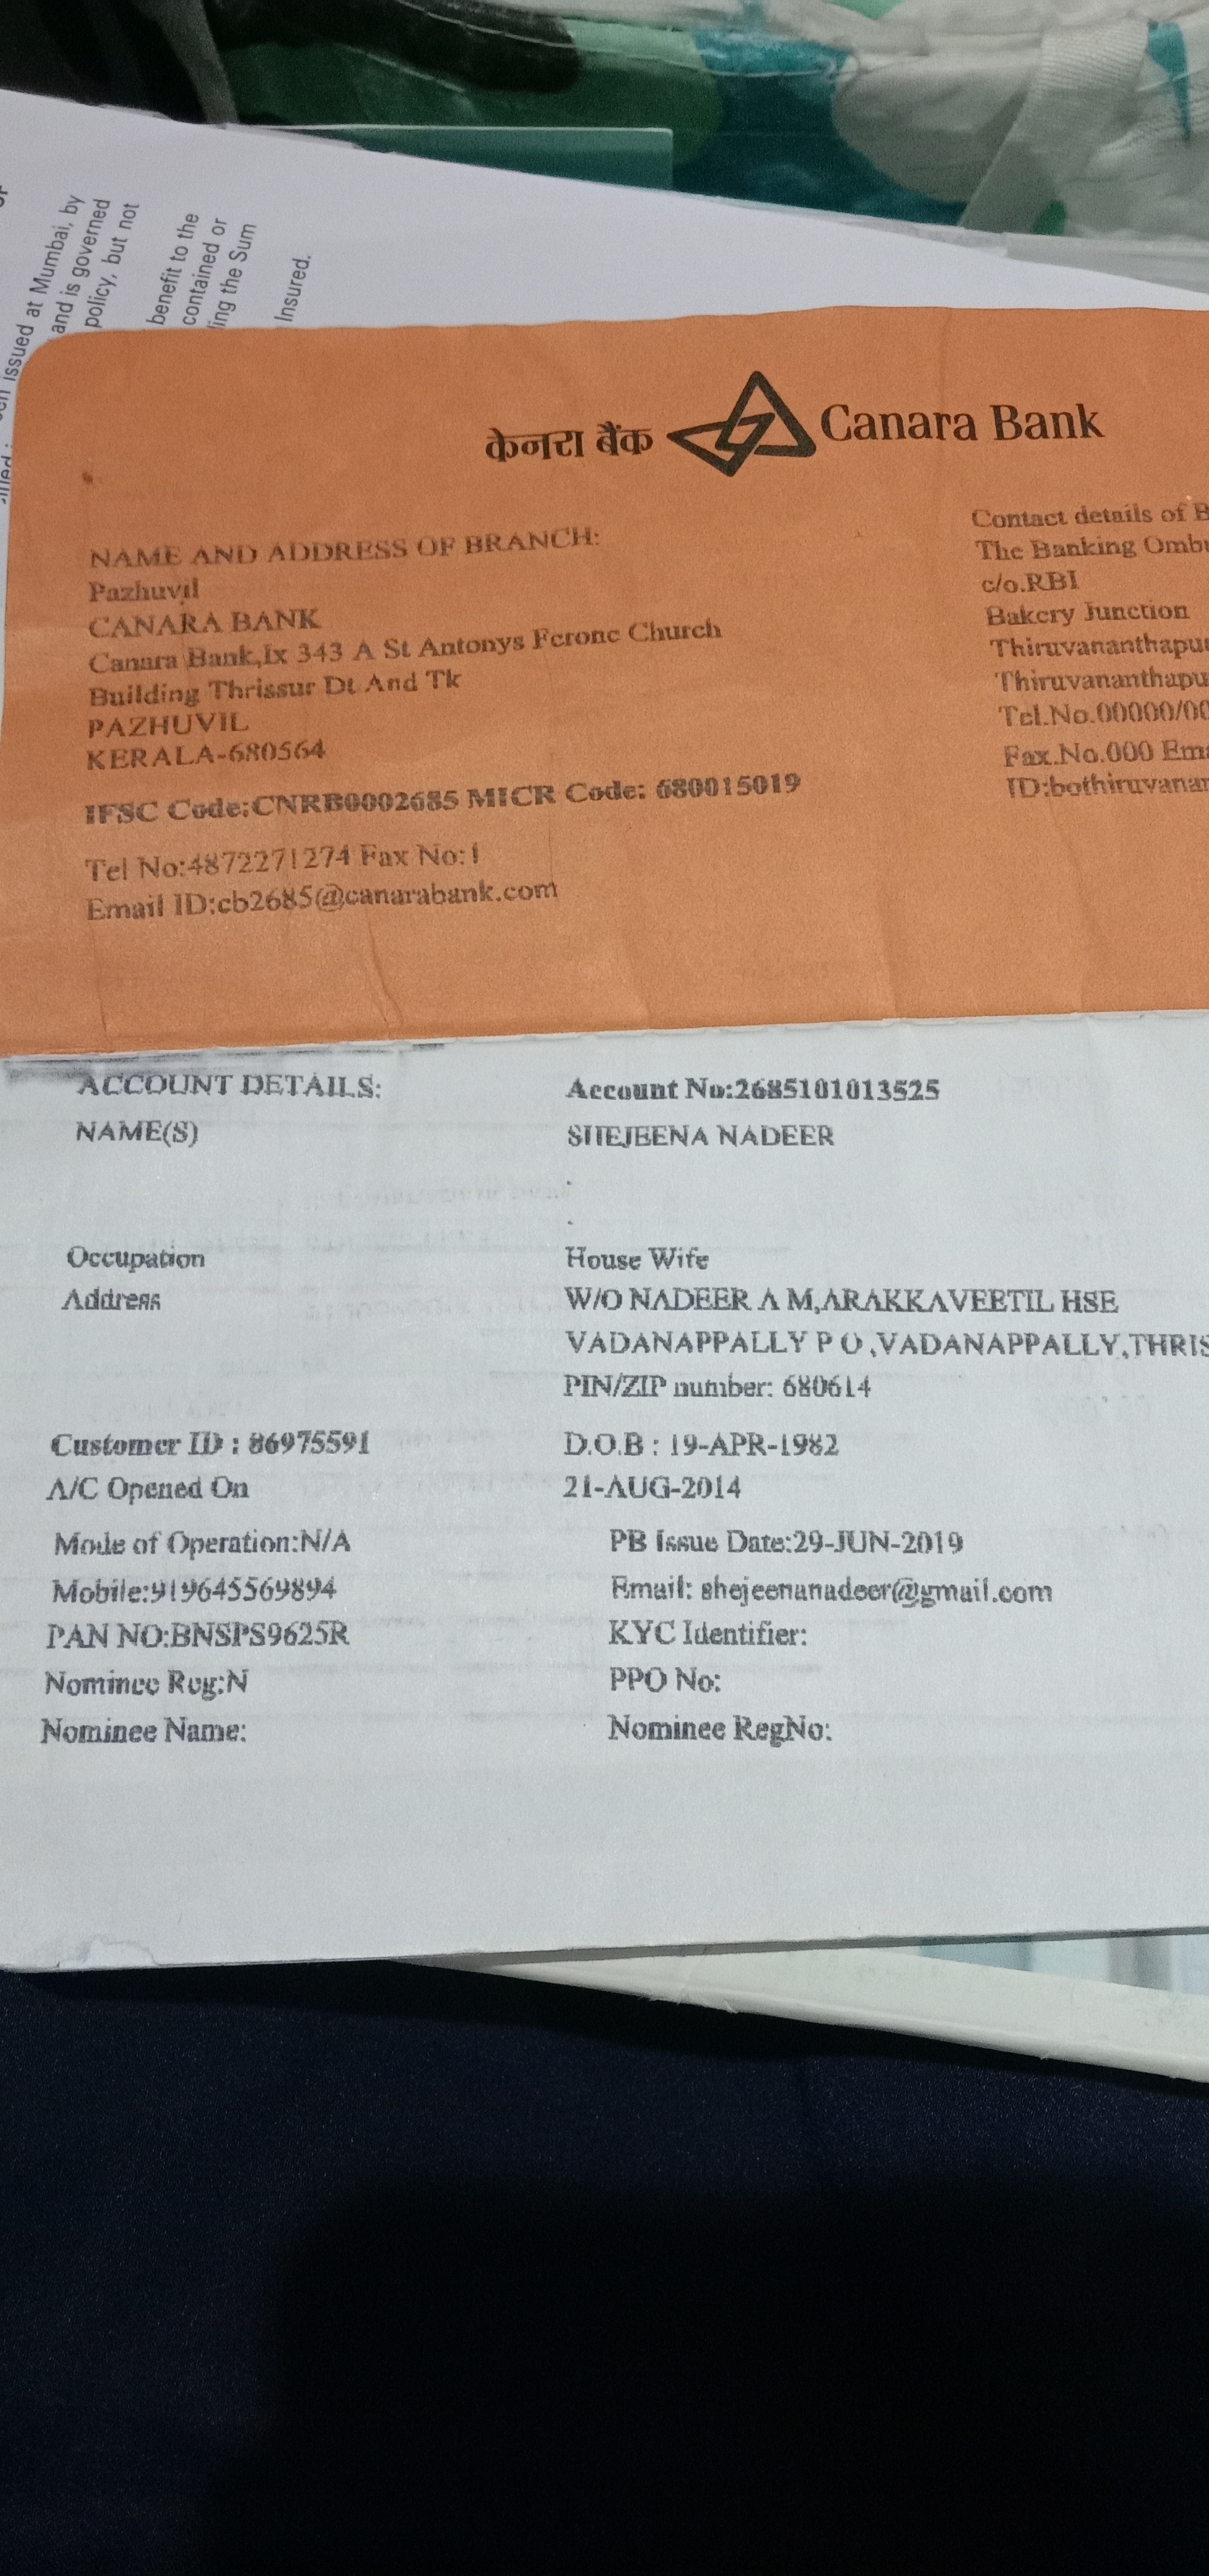 issued at Mumbai, by
and is governed
policy, but not
benefit to the
contained or
ing the Sum
Insured.
केनरा बैंक Canara Bank
NAME AND ADDRESS OF BRANCH:
Pazhuvil
CANARA BANK
Canara Bank,Ix 343 A St Antonys Ferone Church
Building Thrissur Dt And Tk
PAZHUVIL
KERALA-680564
IFSC Code:CNRB0002685 MICR Code: 680015019
Tel No:4872271274 Fax No:1
Email ID:cb2685@canarabank.com
Contact details of B
The Banking Ombu
c/o.RBI
Bakery Junction
Thiruvananthapu
Thiruvananthapu
Tel.No.00000/00
Fax.No.000 Ema
ID:bothiruvanan
ACCOUNT DETAILS: Account No:2685101013525
NAME(S) SHEJEENA NADEER
.
.
Occupation House Wife
Address W/O NADEER A M,ARAKKAVEETIL HSE
VADANAPPALLY P O ,VADANAPPALLY,THRIS
PIN/ZIP number: 680614
Customer ID : 86975591 D.O.B : 19-APR-1982
A/C Opened On 21-AUG-2014
Mode of Operation:N/A PB Issue Date:29-JUN-2019
Mobile:919645569894 Email: shejeenanadeer@gmail.com
PAN NO:BNSPS9625R KYC Identifier:
Nominee Reg:N PPO No:
Nominee Name: Nominee RegNo: